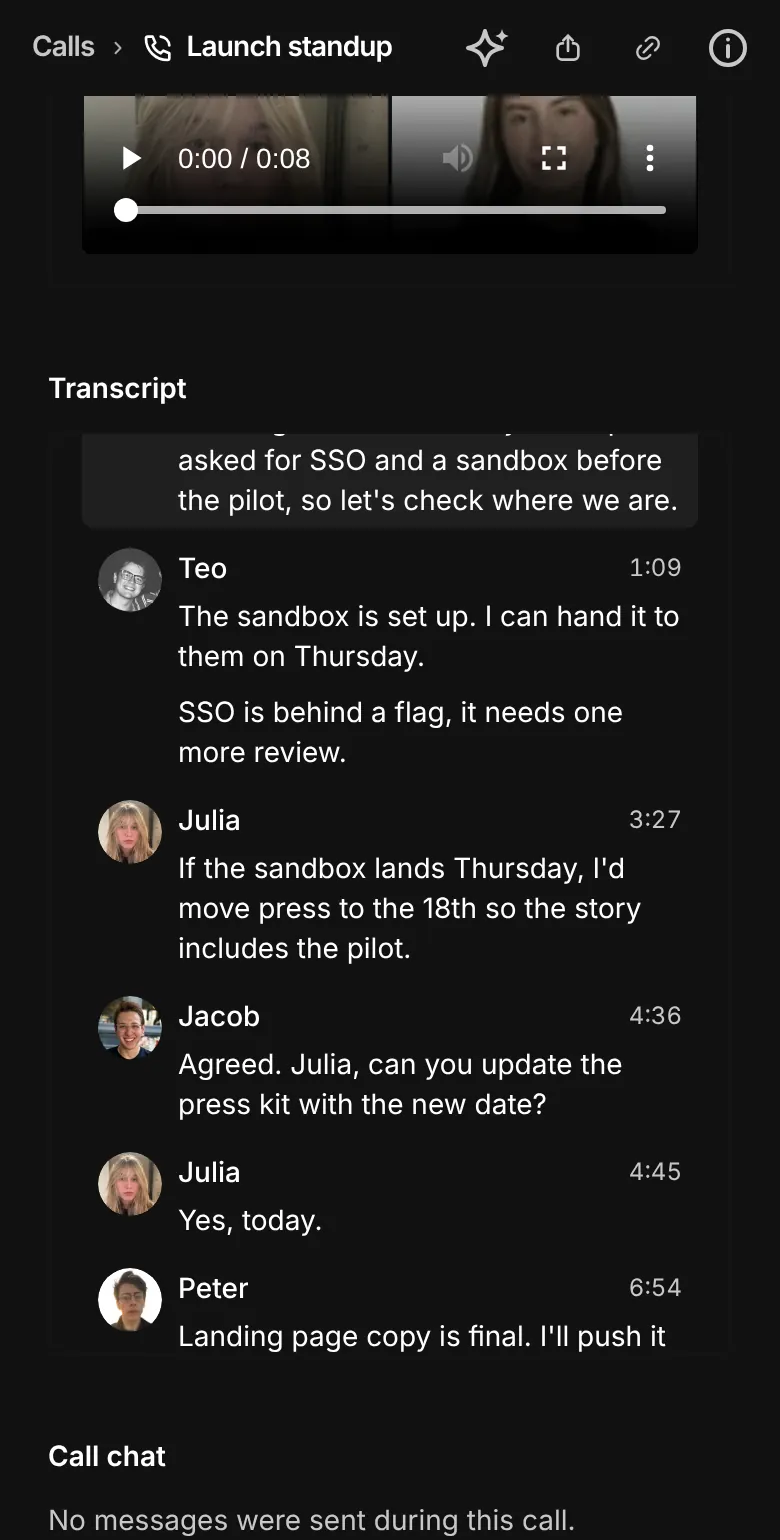 Calls › Launch standup
0:00 / 0:08
Transcript
asked for SSO and a sandbox before
the pilot, so let's check where we are.
Teo 1:09
The sandbox is set up. I can hand it to
them on Thursday.
SSO is behind a flag, it needs one
more review.
Julia 3:27
If the sandbox lands Thursday, I'd
move press to the 18th so the story
includes the pilot.
Jacob 4:36
Agreed. Julia, can you update the
press kit with the new date?
Julia 4:45
Yes, today.
Peter 6:54
Landing page copy is final. I'll push it
Call chat
No messages were sent during this call.